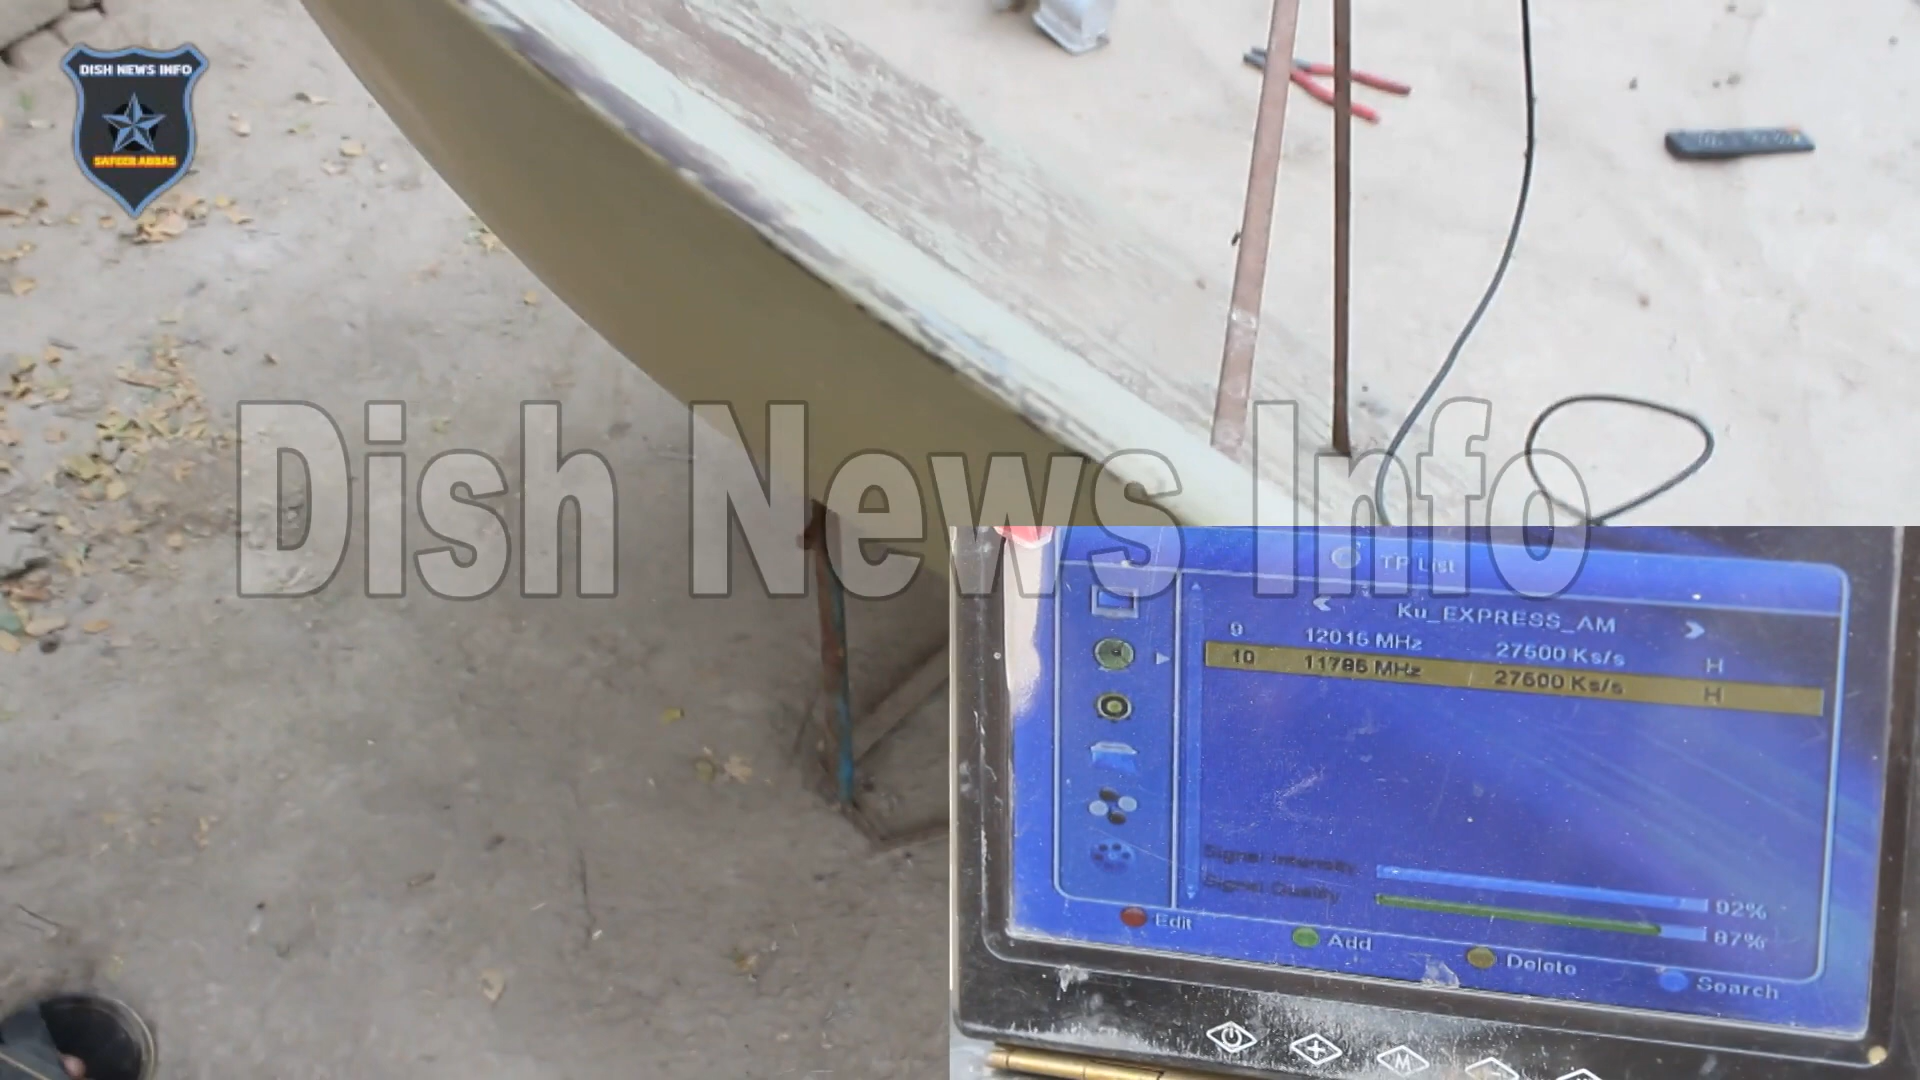 DISH NEWS INFO
SAFEER ABBAS
Dish News Info
TP List
Ku_EXPRESS_AM
9 12015 MHz 27500 Ks/s H
10 11785 MHz 27500 Ks/s H
Signal Intensity 92%
Signal Quality 87%
Edit Add Delete Search
M